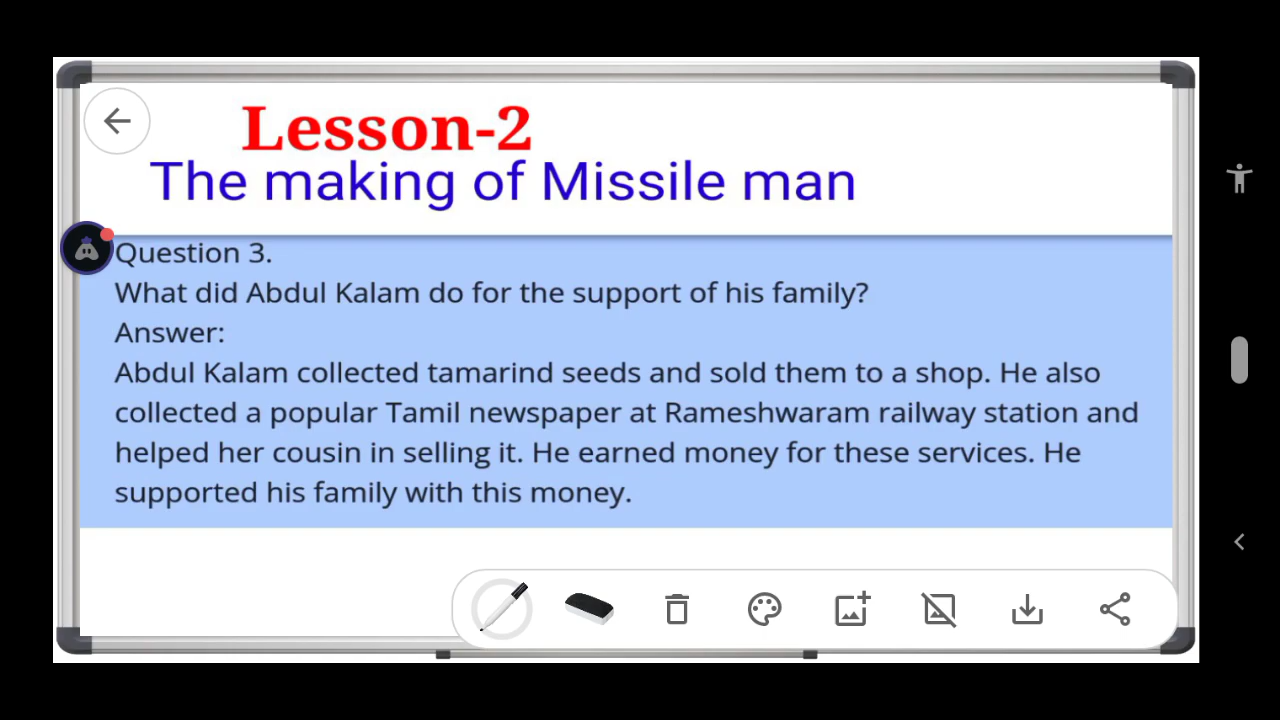 Lesson-2
The making of Missile man
Question 3.
What did Abdul Kalam do for the support of his family?
Answer:
Abdul Kalam collected tamarind seeds and sold them to a shop. He also
collected a popular Tamil newspaper at Rameshwaram railway station and
helped her cousin in selling it. He earned money for these services. He
supported his family with this money.